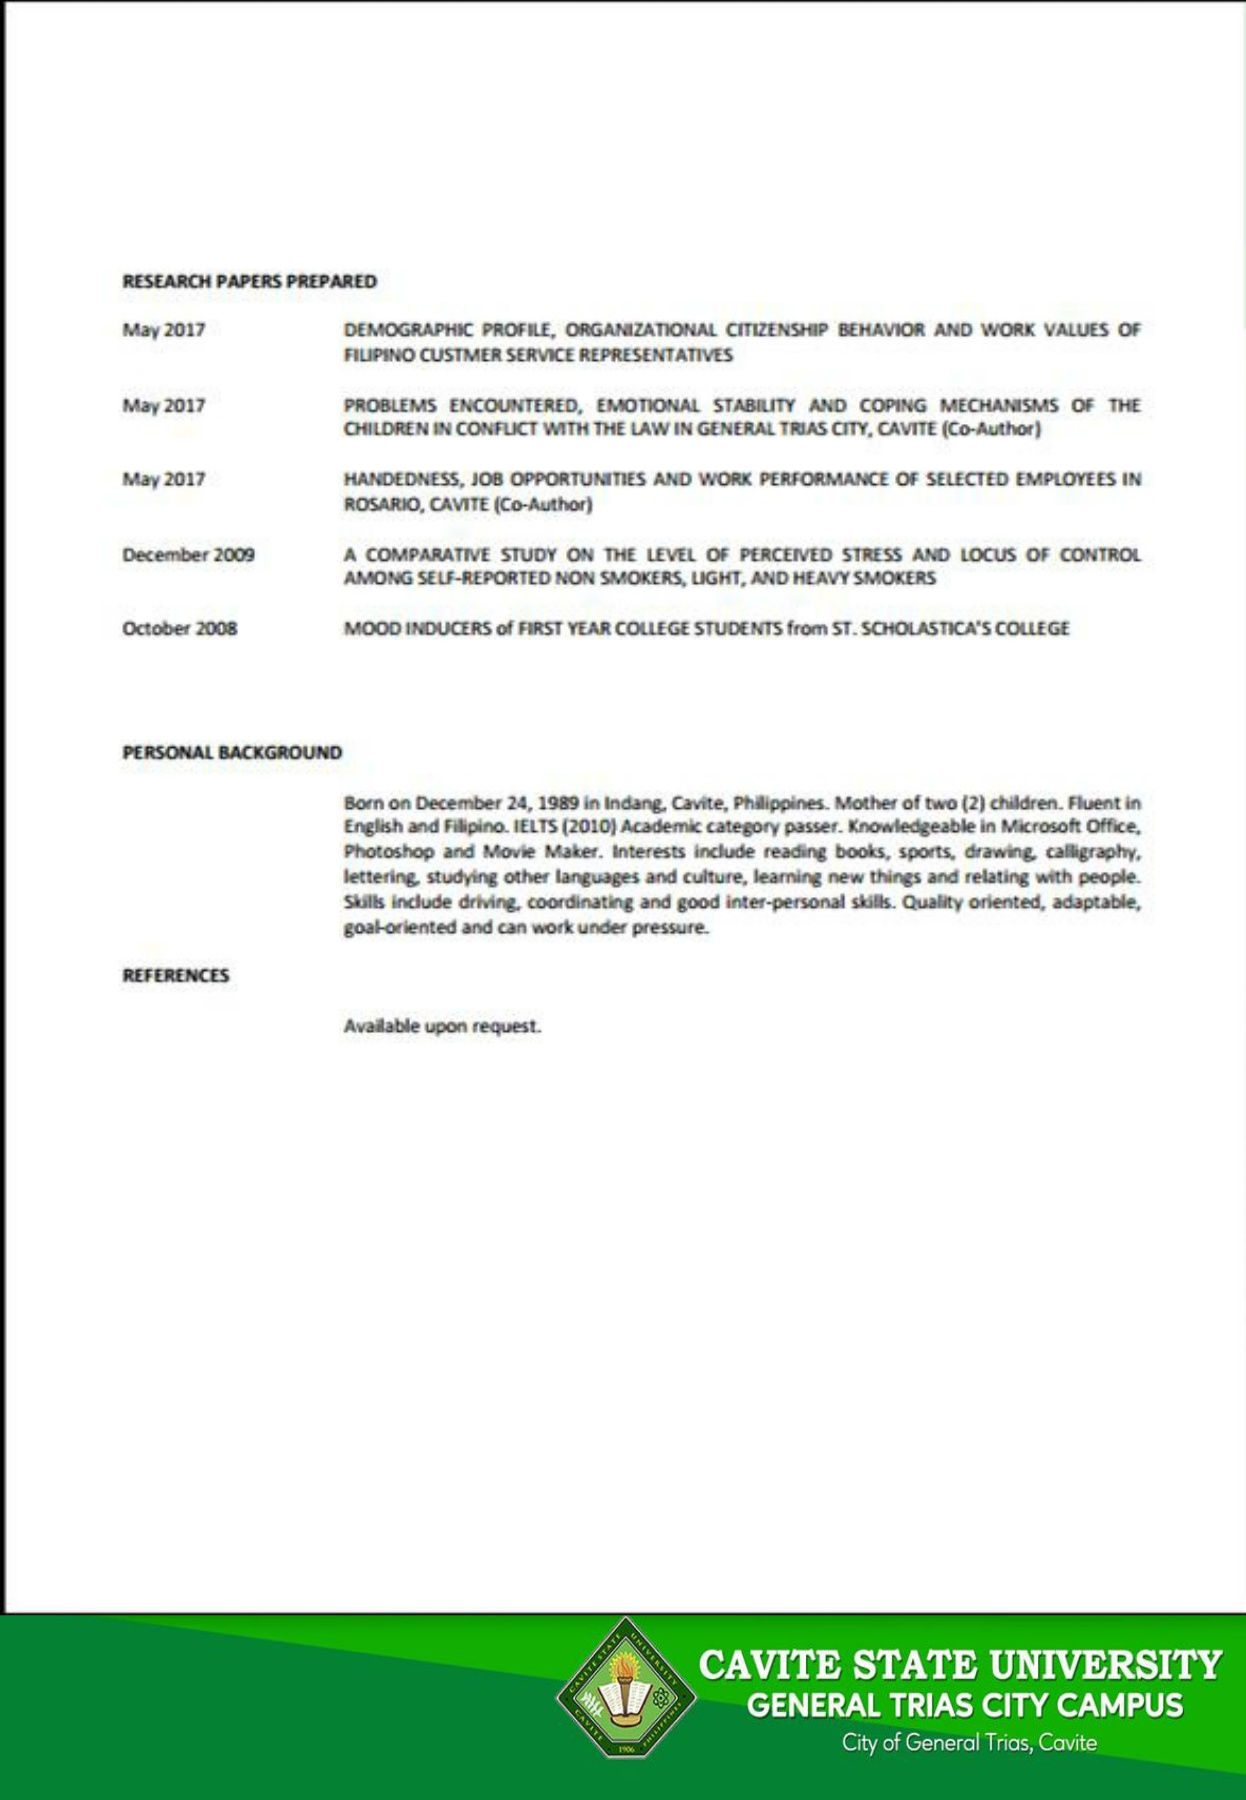 RESEARCH PAPERS PREPARED
May 2017 DEMOGRAPHIC PROFILE, ORGANIZATIONAL CITIZENSHIP BEHAVIOR AND WORK VALUES OF
FILIPINO CUSTMER SERVICE REPRESENTATIVES
May 2017 PROBLEMS ENCOUNTERED, EMOTIONAL STABILITY AND COPING MECHANISMS OF THE
CHILDREN IN CONFLICT WITH THE LAW IN GENERAL TRIAS CITY, CAVITE (Co-Author)
May 2017 HANDEDNESS, JOB OPPORTUNITIES AND WORK PERFORMANCE OF SELECTED EMPLOYEES IN
ROSARIO, CAVITE (Co-Author)
December 2009 A COMPARATIVE STUDY ON THE LEVEL OF PERCEIVED STRESS AND LOCUS OF CONTROL
AMONG SELF-REPORTED NON SMOKERS, LIGHT, AND HEAVY SMOKERS
October 2008 MOOD INDUCERS of FIRST YEAR COLLEGE STUDENTS from ST. SCHOLASTICA'S COLLEGE
PERSONAL BACKGROUND
Born on December 24, 1989 in Indang, Cavite, Philippines. Mother of two (2) children. Fluent in
English and Filipino. IELTS (2010) Academic category passer. Knowledgeable in Microsoft Office,
Photoshop and Movie Maker. Interests include reading books, sports, drawing, calligraphy,
lettering, studying other languages and culture, learning new things and relating with people.
Skills include driving, coordinating and good inter-personal skills. Quality oriented, adaptable,
goal-oriented and can work under pressure.
REFERENCES
Available upon request.
CAVITE STATE UNIVERSITY
CAVITE PHILIPPINES
1906
CAVITE STATE UNIVERSITY
GENERAL TRIAS CITY CAMPUS
City of General Trias, Cavite